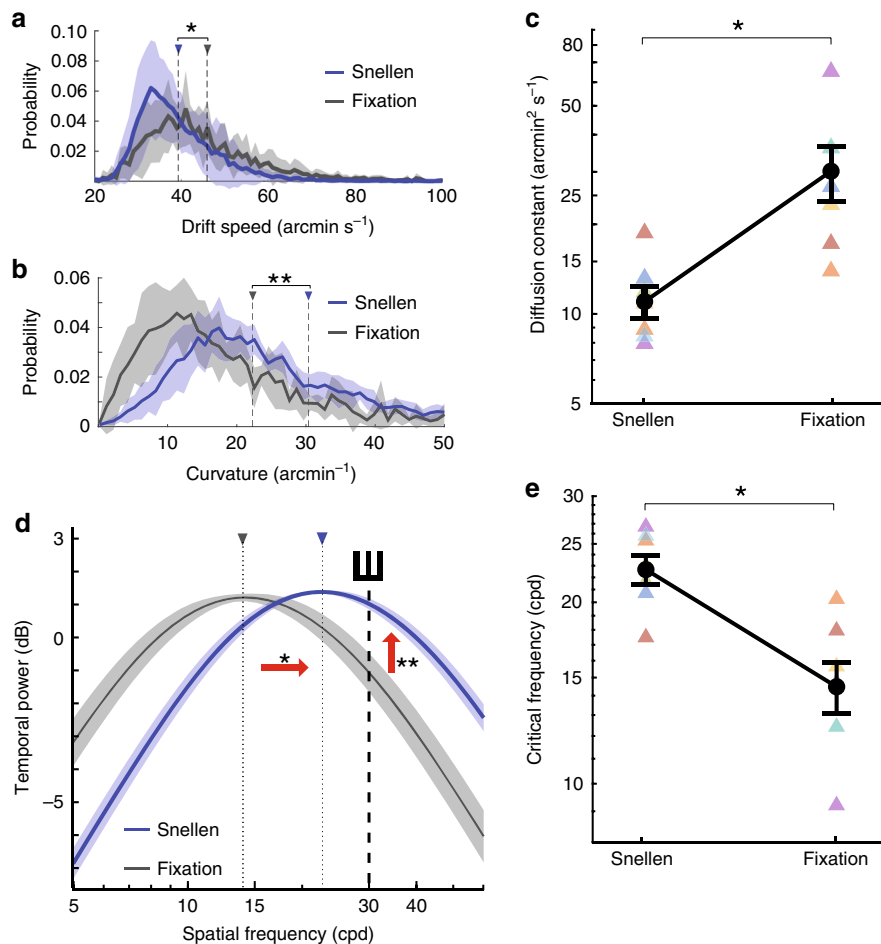 a
*
0.10
0.08
0.06
0.04
0.02
Probability
Snellen
Fixation
20
40
60
80
100
Drift speed (arcmin s⁻¹)
b
**
0.06
0.04
0.02
0
Probability
Snellen
Fixation
10
20
30
40
50
Curvature (arcmin⁻¹)
c
*
80
50
25
15
10
5
Diffusion constant (arcmin² s⁻¹)
Snellen
Fixation
d
3
0
−5
Temporal power (dB)
*
**
Snellen
Fixation
5
10
15
20
30
40
Spatial frequency (cpd)
e
*
30
25
20
15
10
Critical frequency (cpd)
Snellen
Fixation